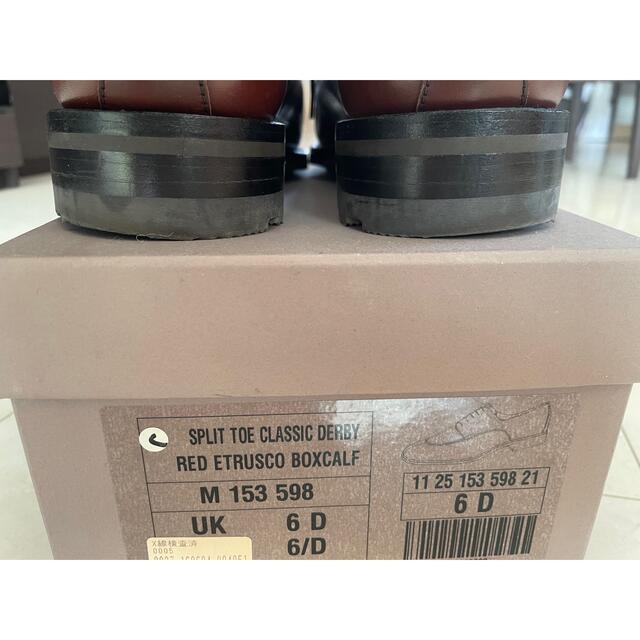 SPLIT TOE CLASSIC DERBY
RED ETRUSCO BOXCALF
M 153 598
UK 6 D
6/D
11 25 153 598 21
6 D
X線検査済
0005